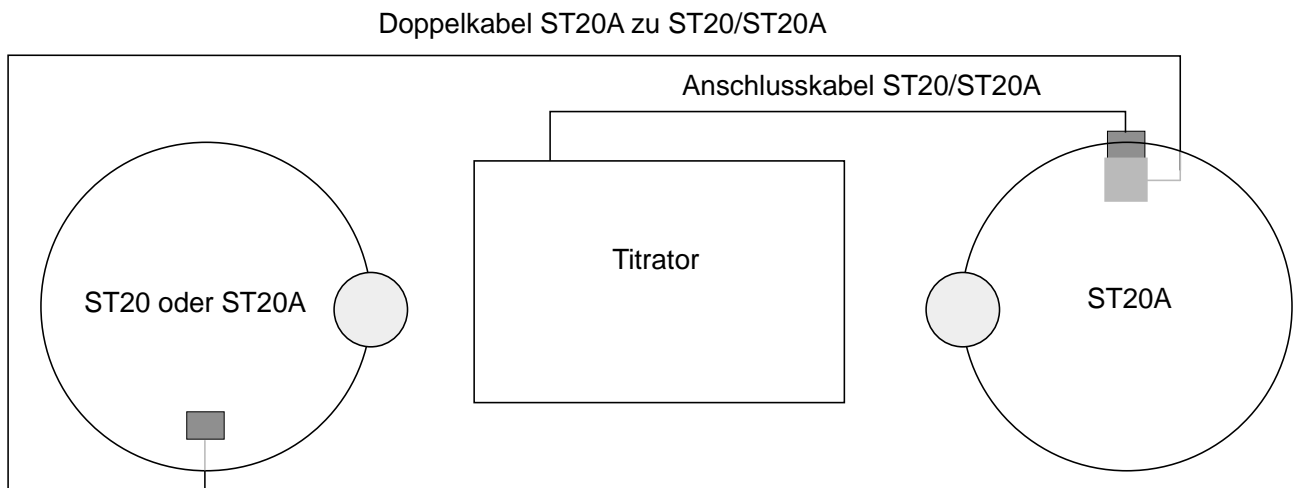 Doppelkabel ST20A zu ST20/ST20A
Anschlusskabel ST20/ST20A
Titrator
ST20 oder ST20A
ST20A